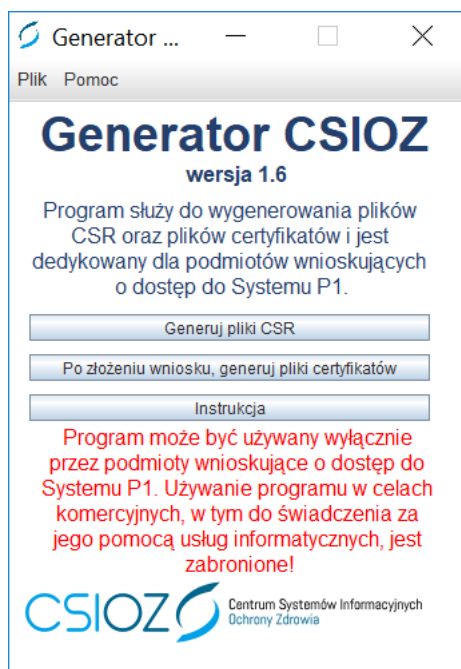 Generator ...
Plik Pomoc
Generator CSIOZ
wersja 1.6
Program służy do wygenerowania plików
CSR oraz plików certyfikatów i jest
dedykowany dla podmiotów wnioskujących
o dostęp do Systemu P1.
Generuj pliki CSR
Po złożeniu wniosku, generuj pliki certyfikatów
Instrukcja
Program może być używany wyłącznie
przez podmioty wnioskujące o dostęp do
Systemu P1. Używanie programu w celach
komercyjnych, w tym do świadczenia za
jego pomocą usług informatycznych, jest
zabronione!
CSIOZ Centrum Systemów Informacyjnych
Ochrony Zdrowia